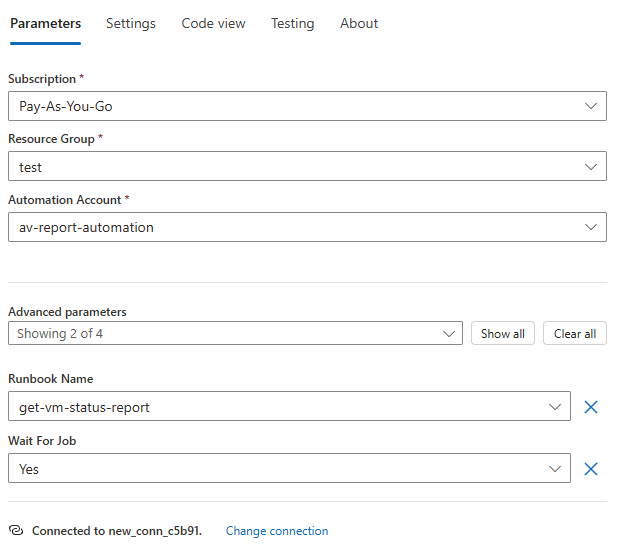 Parameters Settings Code view Testing About
Subscription *
Pay-As-You-Go
Resource Group *
test
Automation Account *
av-report-automation
Advanced parameters
Showing 2 of 4 Show all Clear all
Runbook Name
get-vm-status-report
Wait For Job
Yes
Connected to new_conn_c5b91. Change connection